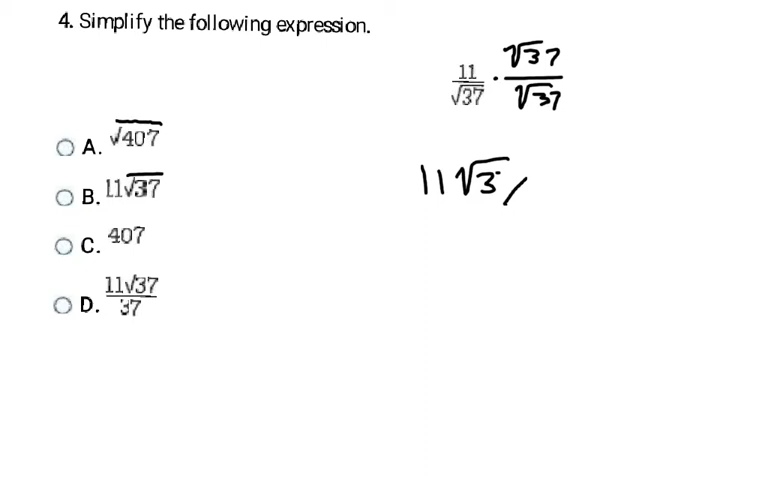 4. Simplify the following expression.
11/√37 · √37/√37
A. √407
B. 11√37
C. 407
D. 11√37/37
11√3